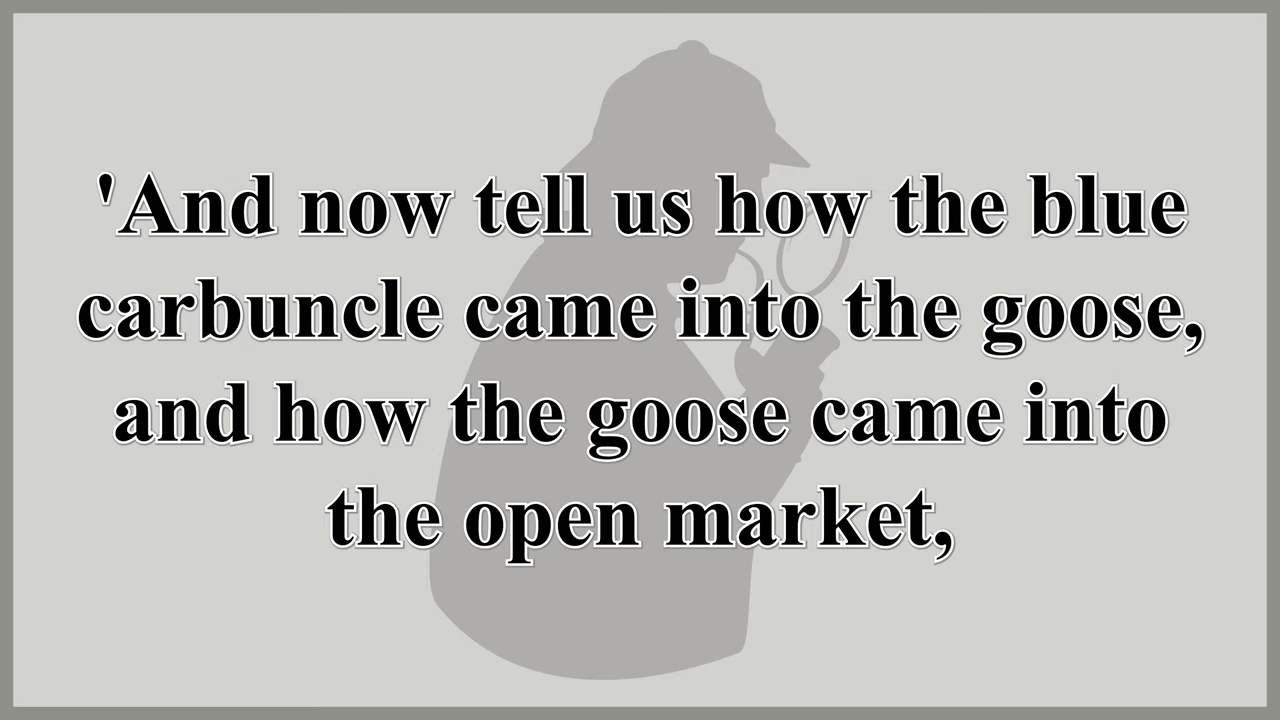 'And now tell us how the blue
carbuncle came into the goose,
and how the goose came into
the open market,